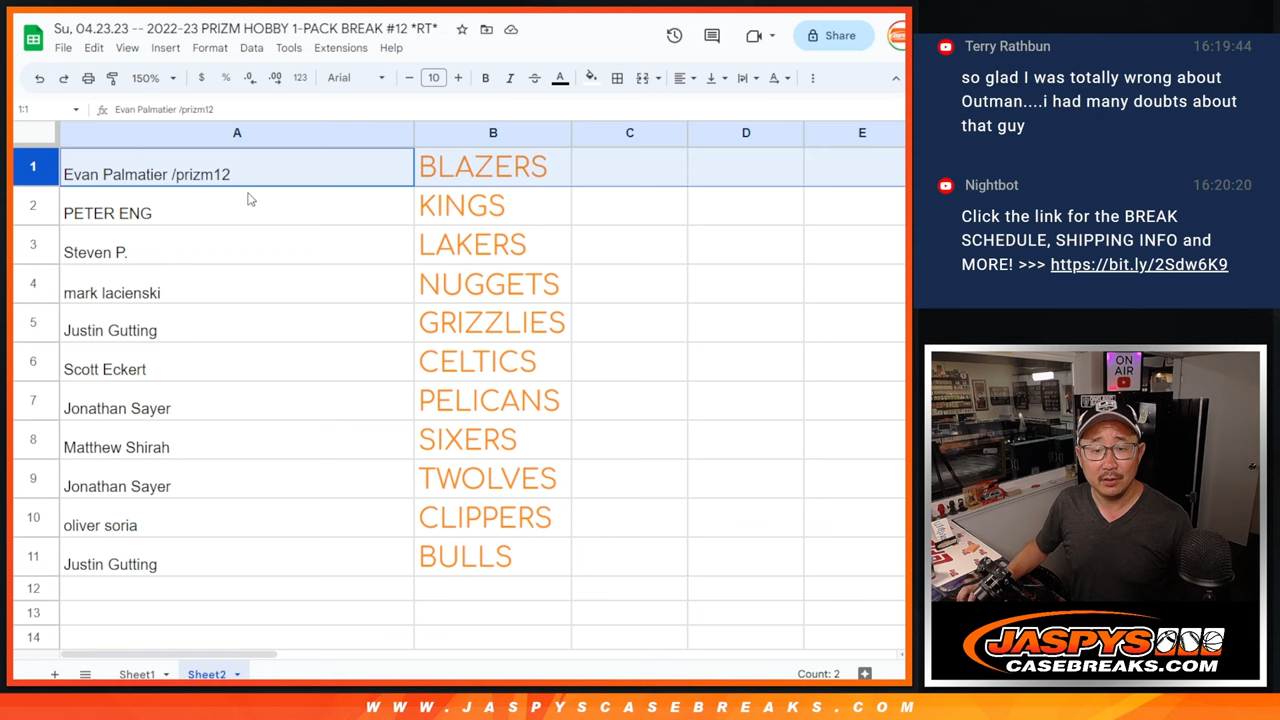 Su, 04.23.23 -- 2022-23 PRIZM HOBBY 1-PACK BREAK #12 *RT*
File Edit View Insert Format Data Tools Extensions Help
Share
150% $ % .0 .00 123 Arial 10 B I A
1:1 fx Evan Palmatier /prizm12
A B C D E
1 Evan Palmatier /prizm12 BLAZERS
2 PETER ENG KINGS
3 Steven P. LAKERS
4 mark lacienski NUGGETS
5 Justin Gutting GRIZZLIES
6 Scott Eckert CELTICS
7 Jonathan Sayer PELICANS
8 Matthew Shirah SIXERS
9 Jonathan Sayer TWOLVES
10 oliver soria CLIPPERS
11 Justin Gutting BULLS
12
13
14
Sheet1 Sheet2 Count: 2
Terry Rathbun 16:19:44
so glad I was totally wrong about
Outman....i had many doubts about
that guy
Nightbot 16:20:20
Click the link for the BREAK
SCHEDULE, SHIPPING INFO and
MORE! >>> https://bit.ly/2Sdw6K9
ON
AIR
JASPYS
CASEBREAKS.COM
WWW.JASPYSCASEBREAKS.COM